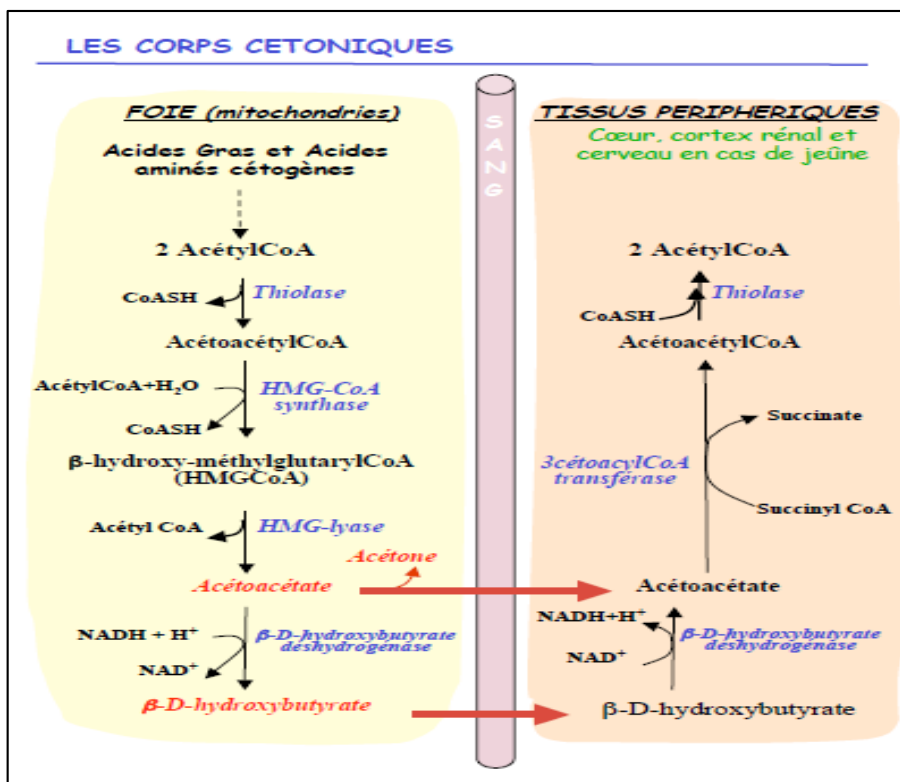 LES CORPS CETONIQUES
FOIE (mitochondries)
Acides Gras et Acides
aminés cétogènes
2 AcétylCoA
CoASH
Thiolase
AcétoacétylCoA
AcétylCoA+H₂O
HMG-CoA
synthase
CoASH
β-hydroxy-méthylglutarylCoA
(HMGCoA)
Acétyl CoA
HMG-lyase
Acétone
Acétoacétate
NADH + H⁺
β-D-hydroxybutyrate
deshydrogénase
NAD⁺
β-D-hydroxybutyrate
SANG
TISSUS PERIPHERIQUES
Cœur, cortex rénal et
cerveau en cas de jeûne
2 AcétylCoA
Thiolase
CoASH
AcétoacétylCoA
Succinate
3cétoacylCoA
transférase
Succinyl CoA
Acétoacétate
NADH+H⁺
β-D-hydroxybutyrate
deshydrogénase
NAD⁺
β-D-hydroxybutyrate